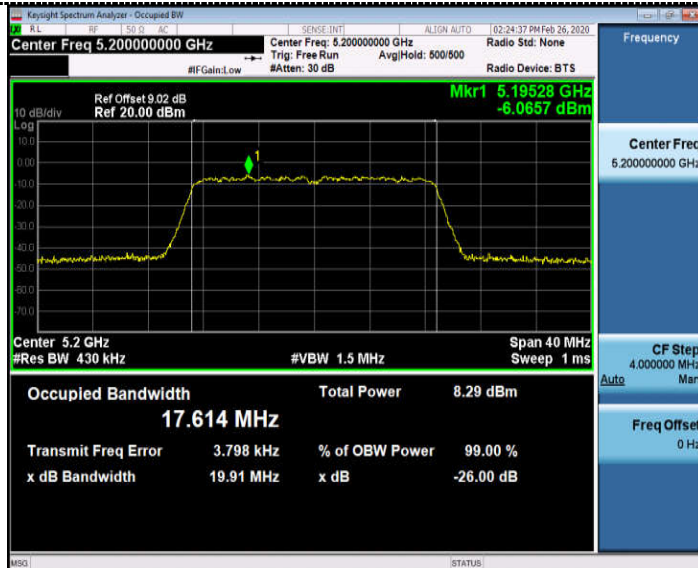 Keysight Spectrum Analyzer - Occupied BW
RL RF 50 Ω AC SENSE:INT ALIGN AUTO 02:24:37 PM Feb 26, 2020
Center Freq 5.200000000 GHz
Center Freq: 5.200000000 GHz Radio Std: None
Trig: Free Run Avg|Hold: 500/500
#IFGain:Low #Atten: 30 dB Radio Device: BTS
Frequency
Ref Offset 9.02 dB
Mkr1 5.19528 GHz
10 dB/div Ref 20.00 dBm
-6.0657 dBm
Log
10.0
1
0.00
-10.0
-20.0
-30.0
-40.0
-50.0
-60.0
-70.0
Center Freq
5.200000000 GHz
Center 5.2 GHz Span 40 MHz
#Res BW 430 kHz #VBW 1.5 MHz Sweep 1 ms
CF Step
4.000000 MHz
Auto Man
Occupied Bandwidth Total Power 8.29 dBm
17.614 MHz
Transmit Freq Error 3.798 kHz % of OBW Power 99.00 %
x dB Bandwidth 19.91 MHz x dB -26.00 dB
Freq Offset
0 Hz
MSG STATUS